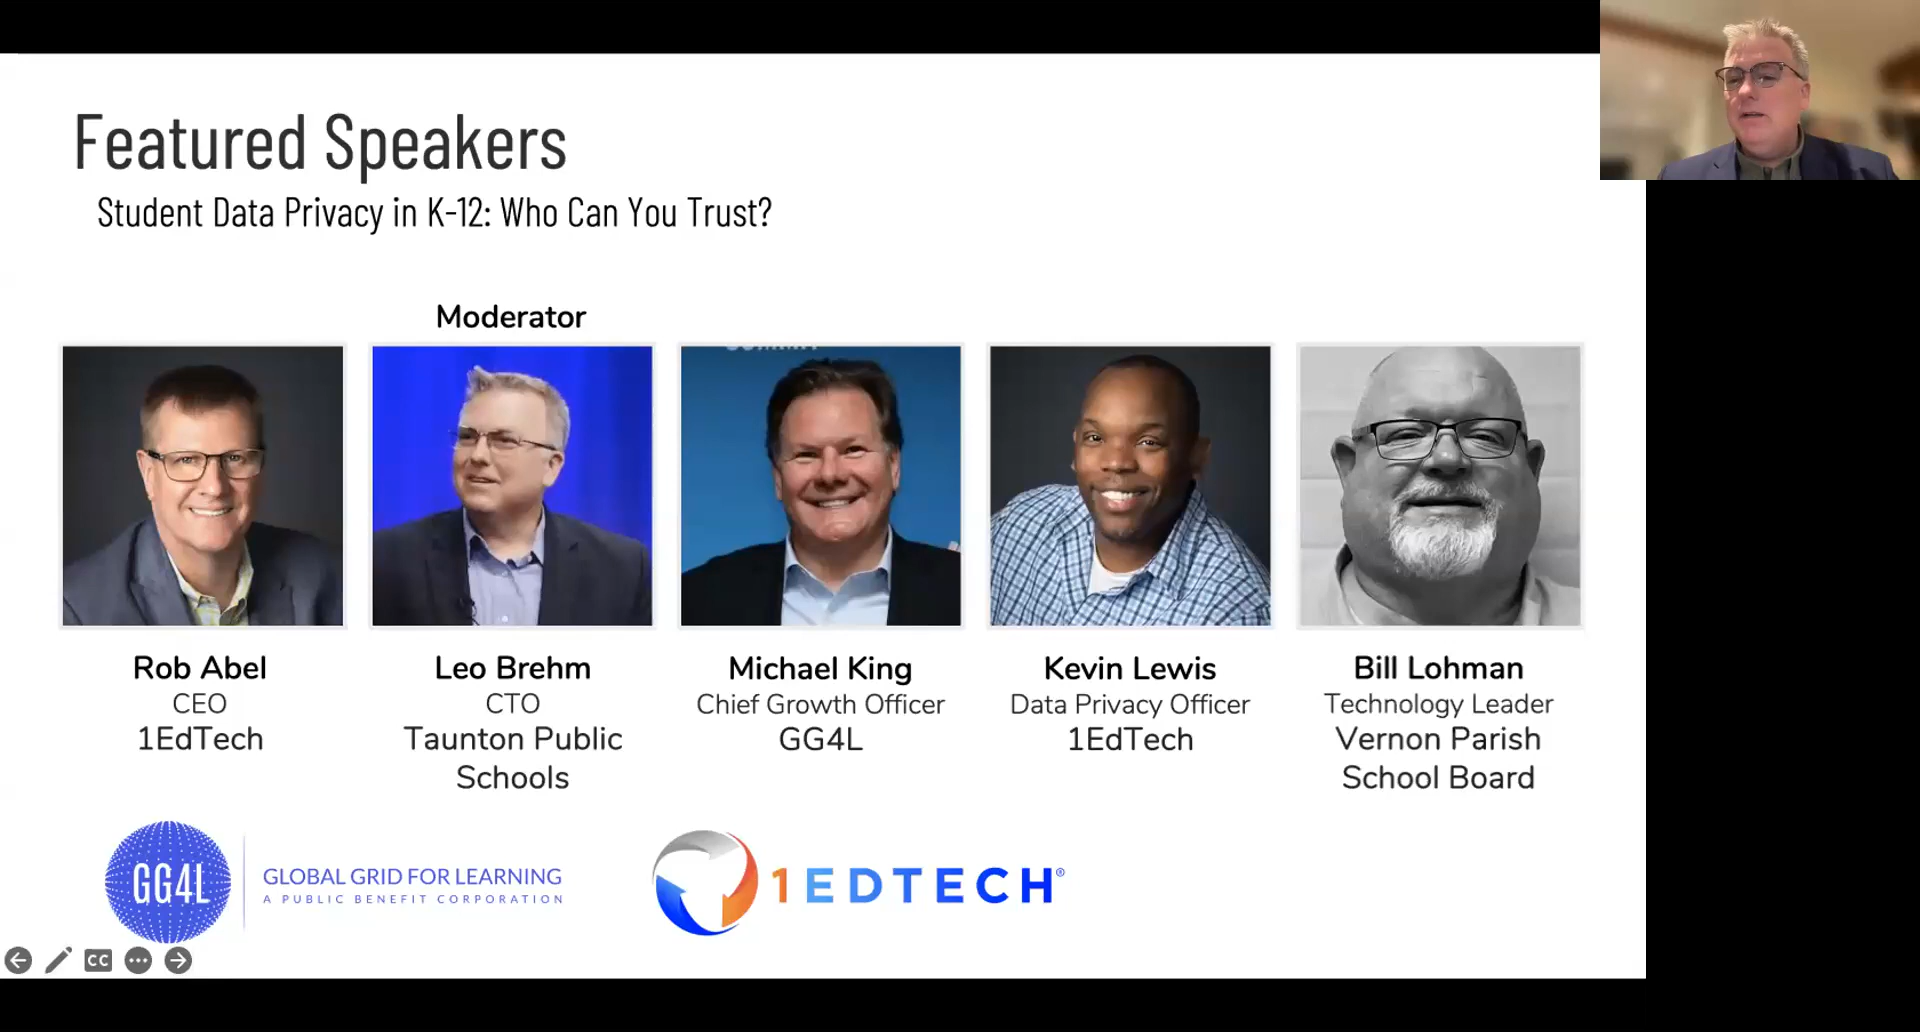 Featured Speakers
Student Data Privacy in K-12: Who Can You Trust?
Moderator
Rob Abel
CEO
1EdTech
Leo Brehm
CTO
Taunton Public
Schools
Michael King
Chief Growth Officer
GG4L
Kevin Lewis
Data Privacy Officer
1EdTech
Bill Lohman
Technology Leader
Vernon Parish
School Board
GG4L
GLOBAL GRID FOR LEARNING
A PUBLIC BENEFIT CORPORATION
1EDTECH®
CC